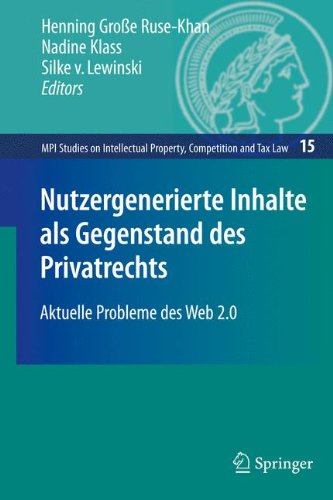 Henning Große Ruse-Khan
Nadine Klass
Silke v. Lewinski
Editors
MPI Studies on Intellectual Property, Competition and Tax Law 15
Nutzergenerierte Inhalte
als Gegenstand des
Privatrechts
Aktuelle Probleme des Web 2.0
Springer